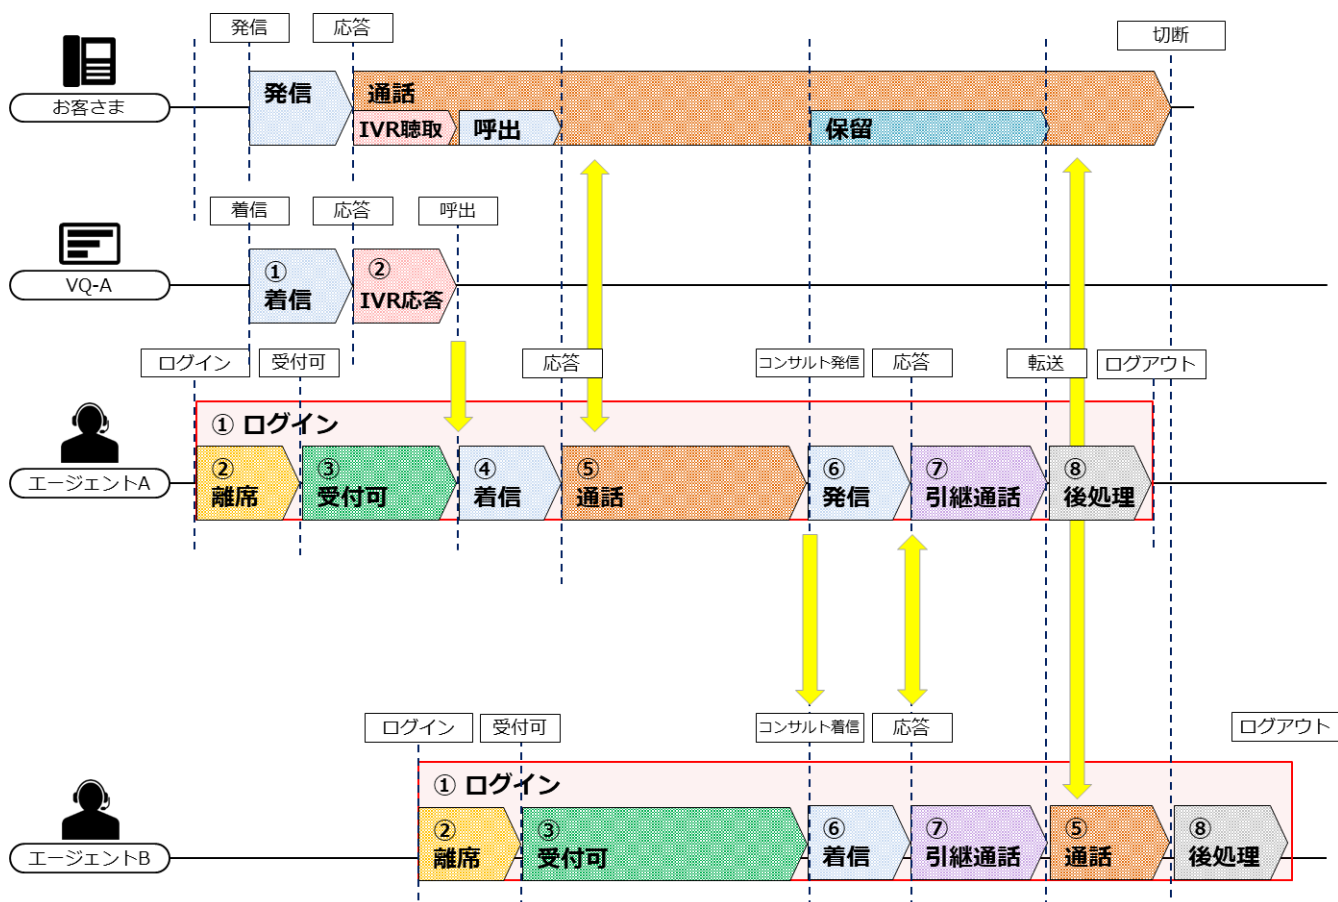 発信
応答
切断
お客さま
発信
通話
IVR聴取
呼出
保留
着信
応答
呼出
VQ-A
①
着信
②
IVR応答
ログイン
受付可
応答
コンサルト発信
応答
転送
ログアウト
① ログイン
エージェントA
②
離席
③
受付可
④
着信
⑤
通話
⑥
発信
⑦
引継通話
⑧
後処理
ログイン
受付可
コンサルト着信
応答
ログアウト
① ログイン
エージェントB
②
離席
③
受付可
⑥
着信
⑦
引継通話
⑤
通話
⑧
後処理